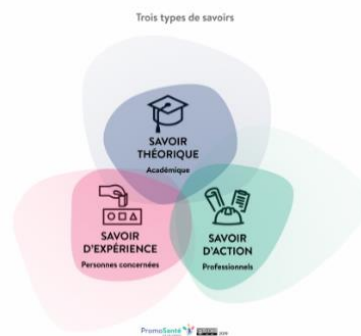 Trois types de savoirs
SAVOIR
THÉORIQUE
Académique
SAVOIR
D'EXPÉRIENCE
Personnes concernées
SAVOIR
D'ACTION
Professionnels
PromoSanté